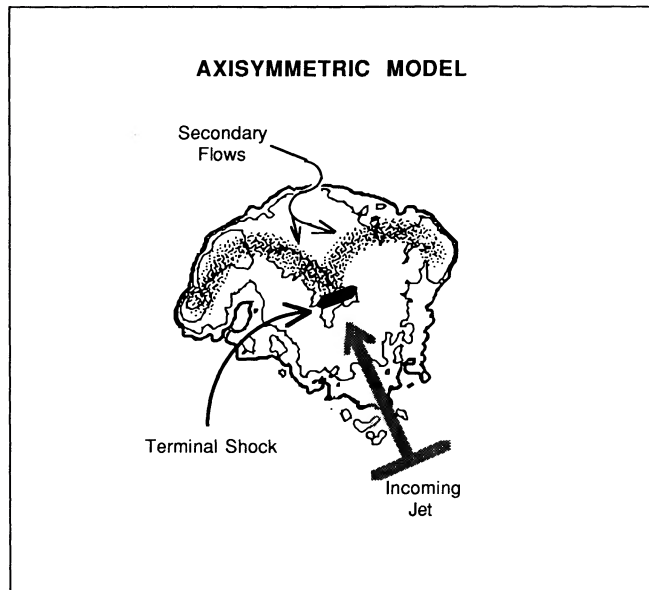 AXISYMMETRIC MODEL
Secondary
Flows
Terminal Shock
Incoming
Jet